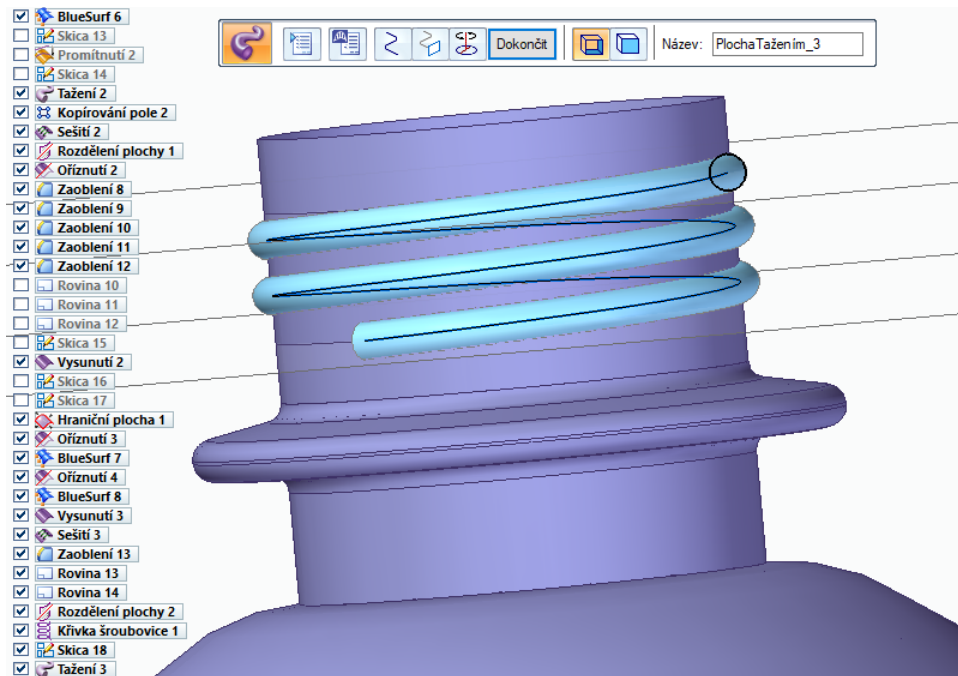 BlueSurf 6
Skica 13
Promítnutí 2
Skica 14
Tažení 2
Kopírování pole 2
Sešití 2
Rozdělení plochy 1
Oříznutí 2
Zaoblení 8
Zaoblení 9
Zaoblení 10
Zaoblení 11
Zaoblení 12
Rovina 10
Rovina 11
Rovina 12
Skica 15
Vysunutí 2
Skica 16
Skica 17
Hraniční plocha 1
Oříznutí 3
BlueSurf 7
Oříznutí 4
BlueSurf 8
Vysunutí 3
Sešití 3
Zaoblení 13
Rovina 13
Rovina 14
Rozdělení plochy 2
Křivka šroubovice 1
Skica 18
Tažení 3
Dokončit Název: PlochaTažením_3